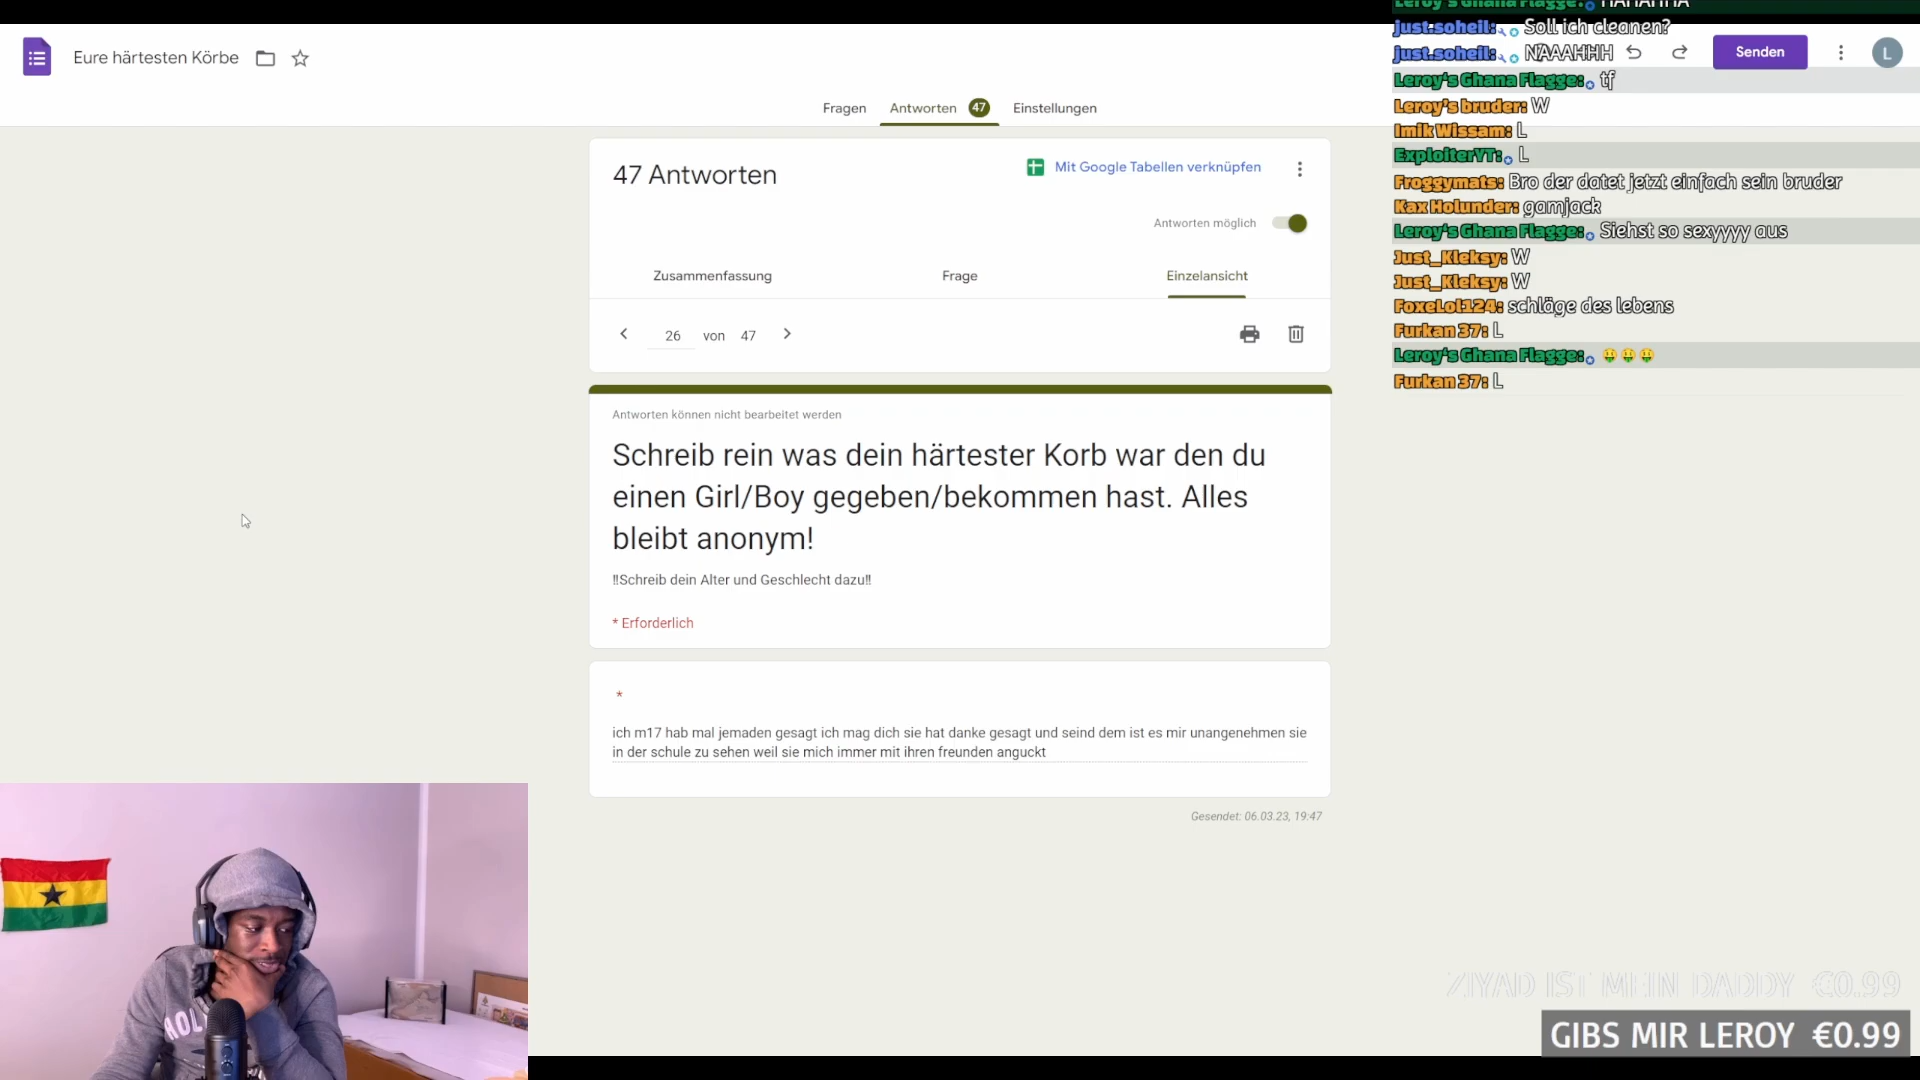 Eure härtesten Körbe
Senden
L
Fragen
Antworten 47
Einstellungen
47 Antworten
Mit Google Tabellen verknüpfen
Antworten möglich
Zusammenfassung
Frage
Einzelansicht
26 von 47
Antworten können nicht bearbeitet werden
Schreib rein was dein härtester Korb war den du
einen Girl/Boy gegeben/bekommen hast. Alles
bleibt anonym!
‼Schreib dein Alter und Geschlecht dazu‼
* Erforderlich
*
ich m17 hab mal jemaden gesagt ich mag dich sie hat danke gesagt und seind dem ist es mir unangenehmen sie
in der schule zu sehen weil sie mich immer mit ihren freunden anguckt
Gesendet: 06.03.23, 19:47
Leroy's Ghana Flagge: HAHAHHA
just.soheil: Soll ich cleanen?
just.soheil: NAAAHHH
Leroy's Ghana Flagge: tf
Leroy's bruder: W
Imik Wissam: L
ExploiterYT: L
Froggymats: Bro der datet jetzt einfach sein bruder
Kax Holunder: gamjack
Leroy's Ghana Flagge: Siehst so sexyyyy aus
Just_Kleksy: W
Just_Kleksy: W
FoxeLol124: schläge des lebens
Furkan 37: L
Leroy's Ghana Flagge: 🤑🤑🤑
Furkan 37: L
ZIYAD IST MEIN DADDY €0.99
GIBS MIR LEROY €0.99